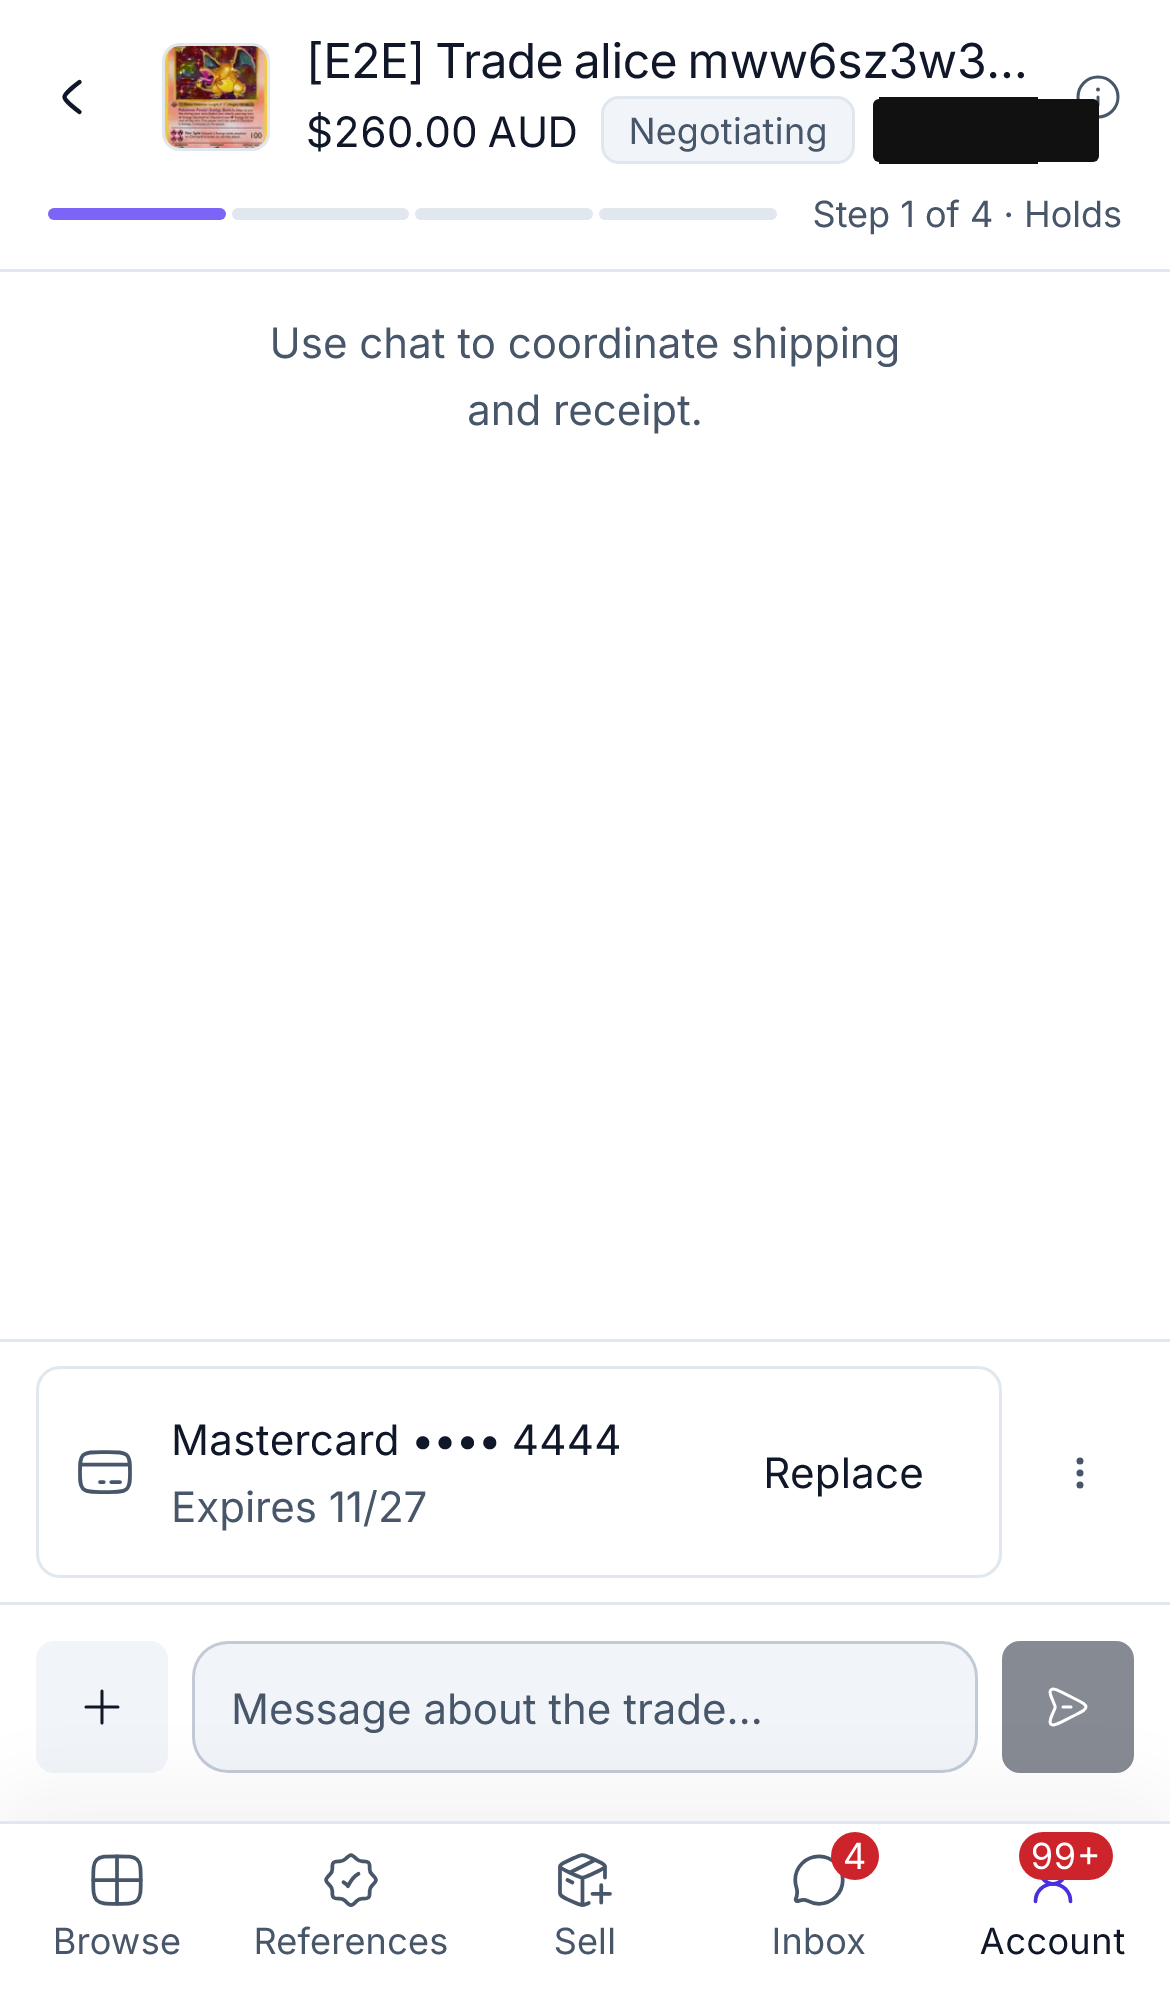 [E2E] Trade alice mww6sz3w3...
$260.00 AUD Negotiating
Step 1 of 4 · Holds
Use chat to coordinate shipping
and receipt.
Mastercard •••• 4444
Expires 11/27
Replace
Message about the trade...
4
99+
Browse
References
Sell
Inbox
Account